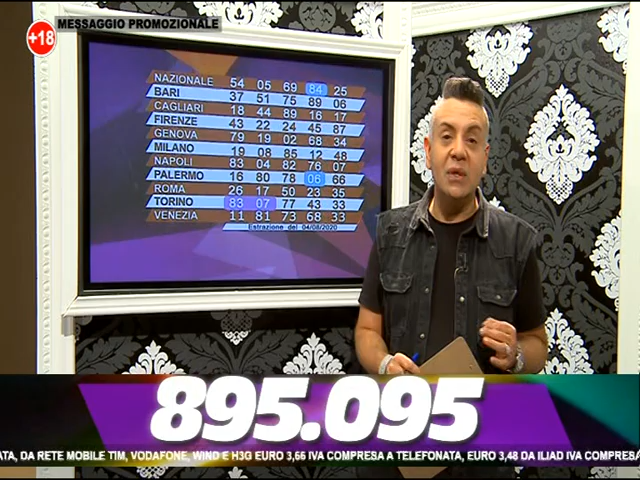 MESSAGGIO PROMOZIONALE
+18
NAZIONALE 54 05 69 84 25
BARI 37 51 75 89 06
CAGLIARI 18 44 89 16 17
FIRENZE 43 22 24 45 87
GENOVA 79 19 02 68 34
MILANO 19 08 85 12 48
NAPOLI 83 04 82 76 07
PALERMO 16 80 78 06 66
ROMA 26 17 50 23 35
TORINO 83 07 77 43 33
VENEZIA 11 81 73 68 33
Estrazione del 04/08/2020
895.095
ATA, DA RETE MOBILE TIM, VODAFONE, WIND E H3G EURO 3,66 IVA COMPRESA A TELEFONATA, EURO 3,48 DA ILIAD IVA COMPRESA